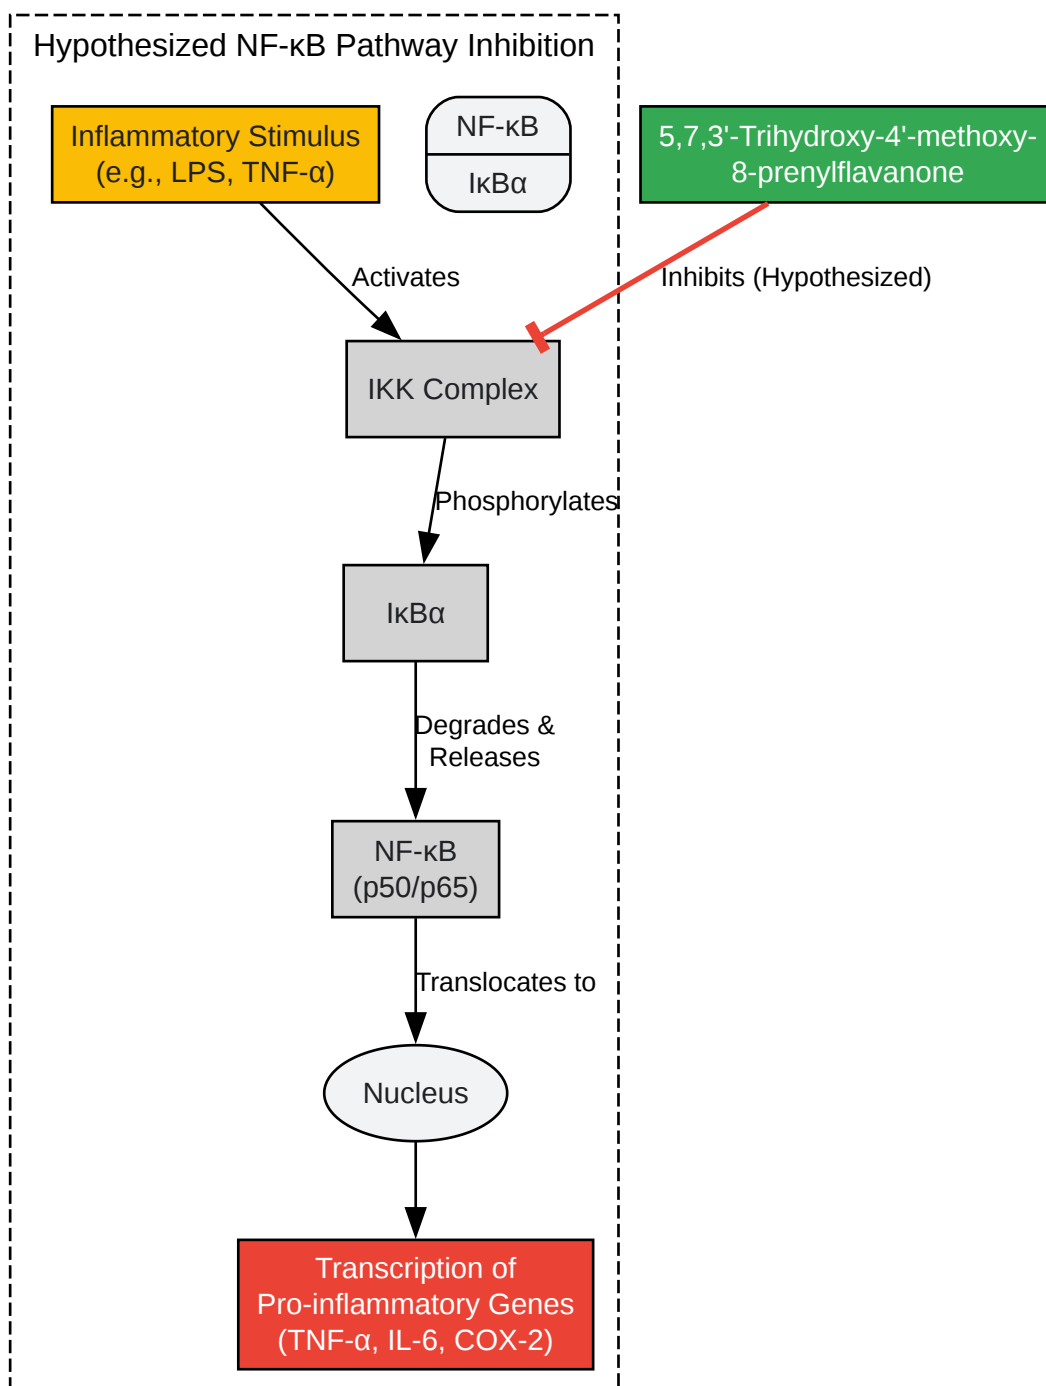 Hypothesized NF-κB Pathway Inhibition
Inflammatory Stimulus
(e.g., LPS, TNF-α)
NF-κB
IκBα
5,7,3'-Trihydroxy-4'-methoxy-
8-prenylflavanone
Activates
Inhibits (Hypothesized)
IKK Complex
Phosphorylates
IκBα
Degrades &
Releases
NF-κB
(p50/p65)
Translocates to
Nucleus
Transcription of
Pro-inflammatory Genes
(TNF-α, IL-6, COX-2)